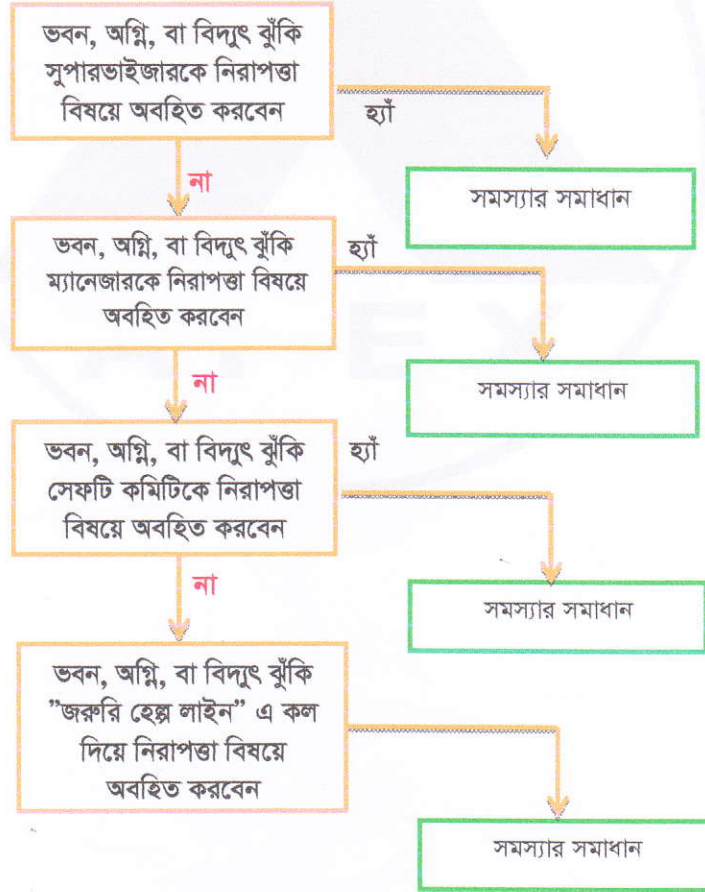 ভবন, অগ্নি, বা বিদ্যুৎ ঝুঁকি
সুপারভাইজারকে নিরাপত্তা
বিষয়ে অবহিত করবেন
হ্যাঁ
সমস্যার সমাধান
না
ভবন, অগ্নি, বা বিদ্যুৎ ঝুঁকি
ম্যানেজারকে নিরাপত্তা বিষয়ে
অবহিত করবেন
হ্যাঁ
সমস্যার সমাধান
না
ভবন, অগ্নি, বা বিদ্যুৎ ঝুঁকি
সেফটি কমিটিকে নিরাপত্তা
বিষয়ে অবহিত করবেন
হ্যাঁ
সমস্যার সমাধান
না
ভবন, অগ্নি, বা বিদ্যুৎ ঝুঁকি
”জরুরি হেল্প লাইন” এ কল
দিয়ে নিরাপত্তা বিষয়ে
অবহিত করবেন
সমস্যার সমাধান
APEX